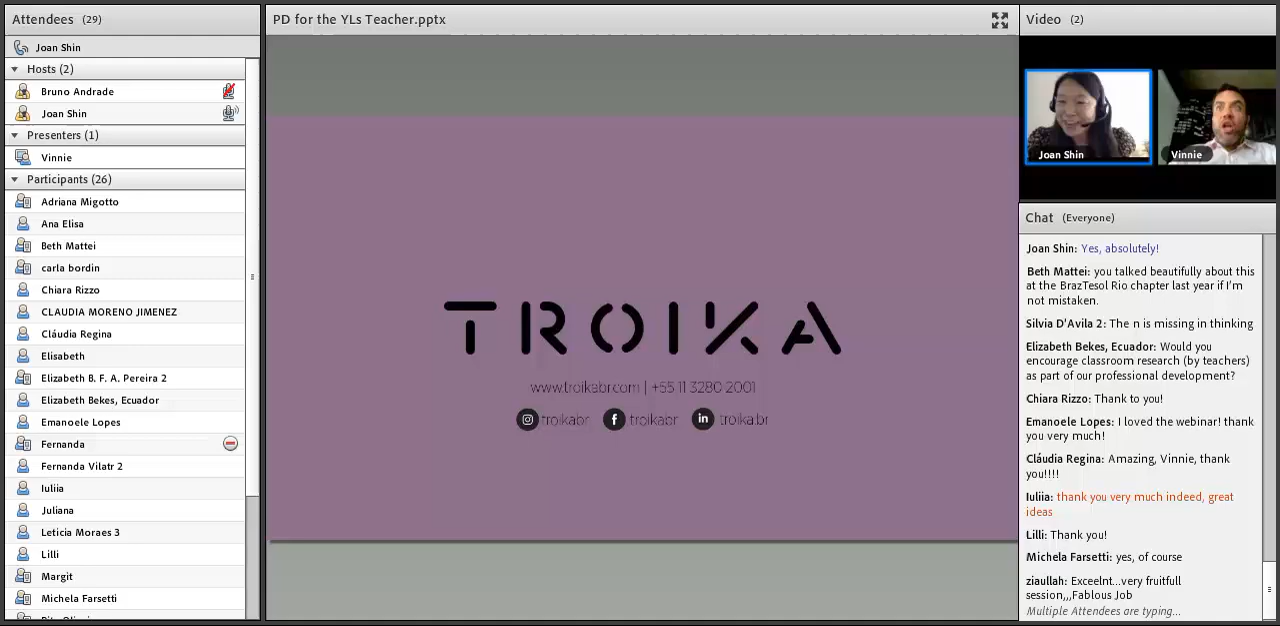 Attendees (29)
Joan Shin
Hosts (2)
Bruno Andrade
Joan Shin
Presenters (1)
Vinnie
Participants (26)
Adriana Migotto
Ana Elisa
Beth Mattei
carla bordin
Chiara Rizzo
CLAUDIA MORENO JIMENEZ
Cláudia Regina
Elisabeth
Elizabeth B. F. A. Pereira 2
Elizabeth Bekes, Ecuador
Emanoele Lopes
Fernanda
Fernanda Vilatr 2
Iuliia
Juliana
Leticia Moraes 3
Lilli
Margit
Michela Farsetti
PD for the YLs Teacher.pptx
TROIKA
www.troikabr.com | +55 11 3280 2001
troikabr troikabr troika.br
Video (2)
Joan Shin
Vinnie
Chat (Everyone)
Joan Shin: Yes, absolutely!
Beth Mattei: you talked beautifully about this
at the BrazTesol Rio chapter last year if I'm
not mistaken.
Silvia D'Avila 2: The n is missing in thinking
Elizabeth Bekes, Ecuador: Would you
encourage classroom research (by teachers)
as part of our professional development?
Chiara Rizzo: Thank to you!
Emanoele Lopes: I loved the webinar! thank
you very much!
Cláudia Regina: Amazing, Vinnie, thank
you!!!!
Iuliia: thank you very much indeed, great
ideas
Lilli: Thank you!
Michela Farsetti: yes, of course
ziaullah: Exceelnt...very fruitfull
session,,,Fablous Job
Multiple Attendees are typing...